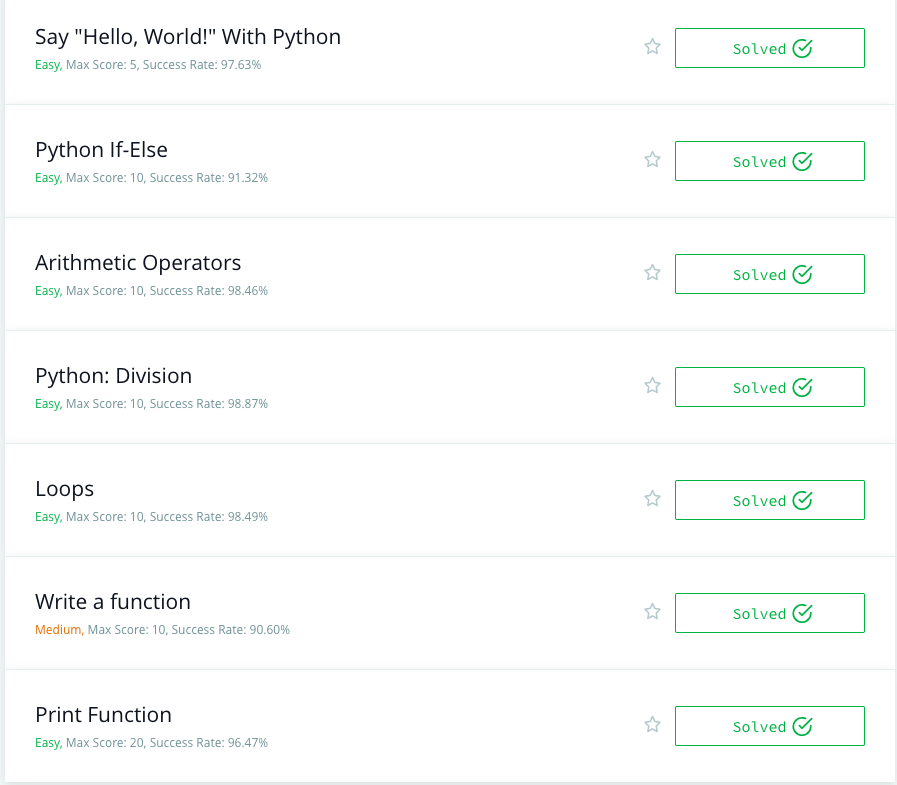 Say "Hello, World!" With Python
Easy, Max Score: 5, Success Rate: 97.63%
Solved
Python If-Else
Easy, Max Score: 10, Success Rate: 91.32%
Solved
Arithmetic Operators
Easy, Max Score: 10, Success Rate: 98.46%
Solved
Python: Division
Easy, Max Score: 10, Success Rate: 98.87%
Solved
Loops
Easy, Max Score: 10, Success Rate: 98.49%
Solved
Write a function
Medium, Max Score: 10, Success Rate: 90.60%
Solved
Print Function
Easy, Max Score: 20, Success Rate: 96.47%
Solved